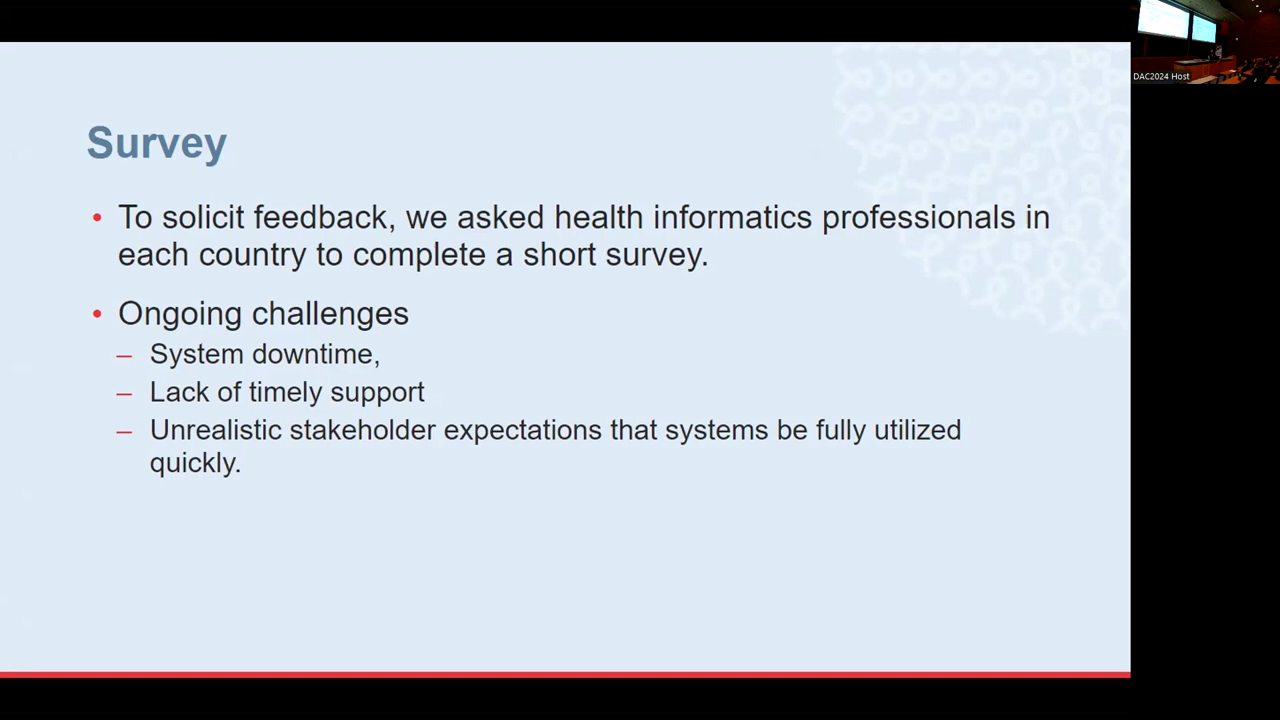 Survey
• To solicit feedback, we asked health informatics professionals in
each country to complete a short survey.
• Ongoing challenges
– System downtime,
– Lack of timely support
– Unrealistic stakeholder expectations that systems be fully utilized
quickly.
DAC2024 Host